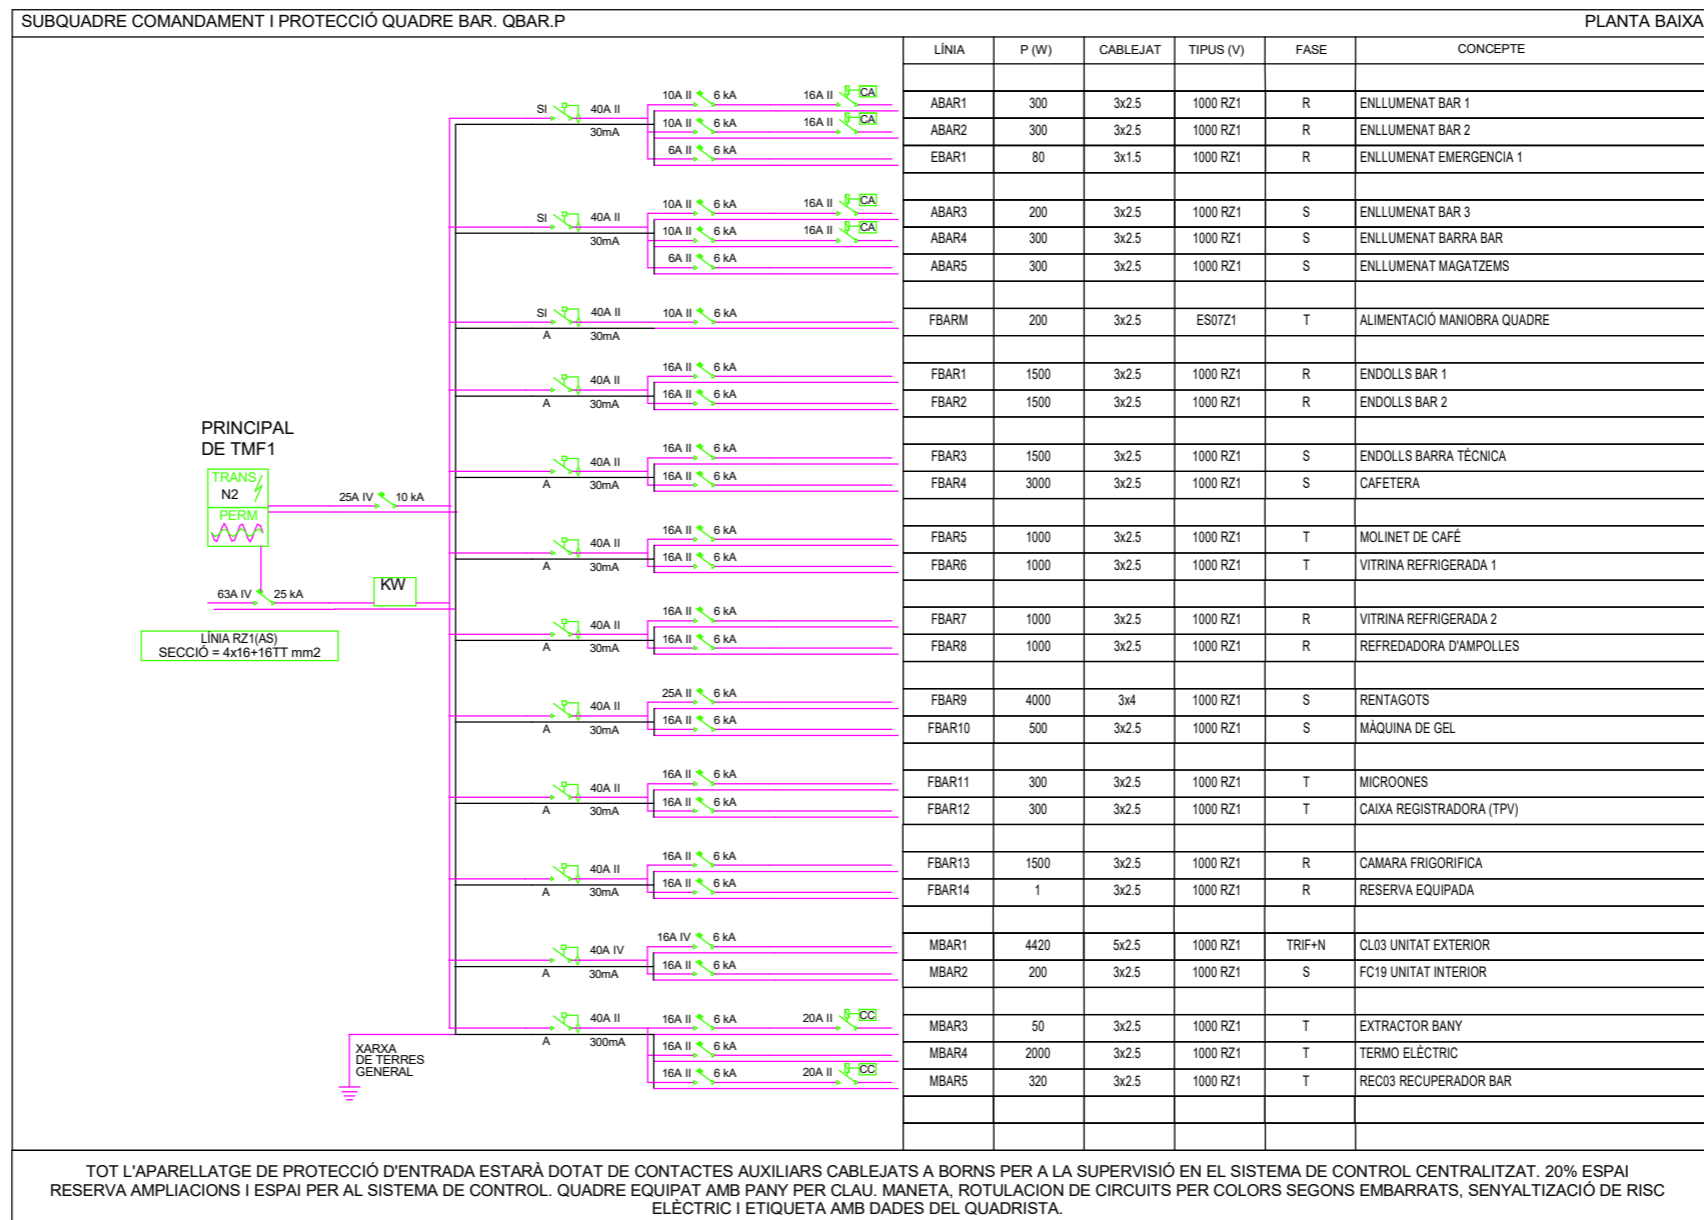 SUBQUADRE COMANDAMENT I PROTECCIÓ QUADRE BAR. QBAR.P PLANTA BAIXA
LÍNIA P (W) CABLEJAT TIPUS (V) FASE CONCEPTE
SI 40A II 30mA
10A II 6 kA 16A II CA ABAR1 300 3x2.5 1000 RZ1 R ENLLUMENAT BAR 1
10A II 6 kA 16A II CA ABAR2 300 3x2.5 1000 RZ1 R ENLLUMENAT BAR 2
6A II 6 kA EBAR1 80 3x1.5 1000 RZ1 R ENLLUMENAT EMERGENCIA 1
SI 40A II 30mA
10A II 6 kA 16A II CA ABAR3 200 3x2.5 1000 RZ1 S ENLLUMENAT BAR 3
10A II 6 kA 16A II CA ABAR4 300 3x2.5 1000 RZ1 S ENLLUMENAT BARRA BAR
6A II 6 kA ABAR5 300 3x2.5 1000 RZ1 S ENLLUMENAT MAGATZEMS
SI 40A II A 30mA
10A II 6 kA FBARM 200 3x2.5 ES07Z1 T ALIMENTACIÓ MANIOBRA QUADRE
40A II A 30mA
16A II 6 kA FBAR1 1500 3x2.5 1000 RZ1 R ENDOLLS BAR 1
16A II 6 kA FBAR2 1500 3x2.5 1000 RZ1 R ENDOLLS BAR 2
40A II A 30mA
16A II 6 kA FBAR3 1500 3x2.5 1000 RZ1 S ENDOLLS BARRA TÉCNICA
16A II 6 kA FBAR4 3000 3x2.5 1000 RZ1 S CAFETERA
PRINCIPAL
DE TMF1
TRANS
N2
PERM
25A IV 10 kA
63A IV 25 kA
KW
LÍNIA RZ1(AS)
SECCIÓ = 4x16+16TT mm2
40A II A 30mA
16A II 6 kA FBAR5 1000 3x2.5 1000 RZ1 T MOLINET DE CAFÉ
16A II 6 kA FBAR6 1000 3x2.5 1000 RZ1 T VITRINA REFRIGERADA 1
40A II A 30mA
16A II 6 kA FBAR7 1000 3x2.5 1000 RZ1 R VITRINA REFRIGERADA 2
16A II 6 kA FBAR8 1000 3x2.5 1000 RZ1 R REFREDADORA D'AMPOLLES
40A II A 30mA
25A II 6 kA FBAR9 4000 3x4 1000 RZ1 S RENTAGOTS
16A II 6 kA FBAR10 500 3x2.5 1000 RZ1 S MÀQUINA DE GEL
40A II A 30mA
16A II 6 kA FBAR11 300 3x2.5 1000 RZ1 T MICROONES
16A II 6 kA FBAR12 300 3x2.5 1000 RZ1 T CAIXA REGISTRADORA (TPV)
40A II A 30mA
16A II 6 kA FBAR13 1500 3x2.5 1000 RZ1 R CAMARA FRIGORIFICA
16A II 6 kA FBAR14 1 3x2.5 1000 RZ1 R RESERVA EQUIPADA
40A IV A 30mA
16A IV 6 kA MBAR1 4420 5x2.5 1000 RZ1 TRIF+N CL03 UNITAT EXTERIOR
16A II 6 kA MBAR2 200 3x2.5 1000 RZ1 S FC19 UNITAT INTERIOR
40A II A 300mA
16A II 6 kA 20A II CC MBAR3 50 3x2.5 1000 RZ1 T EXTRACTOR BANY
16A II 6 kA MBAR4 2000 3x2.5 1000 RZ1 T TERMO ELÈCTRIC
16A II 6 kA 20A II CC MBAR5 320 3x2.5 1000 RZ1 T REC03 RECUPERADOR BAR
XARXA
DE TERRES
GENERAL
TOT L'APARELLATGE DE PROTECCIÓ D'ENTRADA ESTARÀ DOTAT DE CONTACTES AUXILIARS CABLEJATS A BORNS PER A LA SUPERVISIÓ EN EL SISTEMA DE CONTROL CENTRALITZAT. 20% ESPAI
RESERVA AMPLIACIONS I ESPAI PER AL SISTEMA DE CONTROL. QUADRE EQUIPAT AMB PANY PER CLAU. MANETA, ROTULACION DE CIRCUITS PER COLORS SEGONS EMBARRATS, SENYALTIZACIÓ DE RISC
ELÈCTRIC I ETIQUETA AMB DADES DEL QUADRISTA.